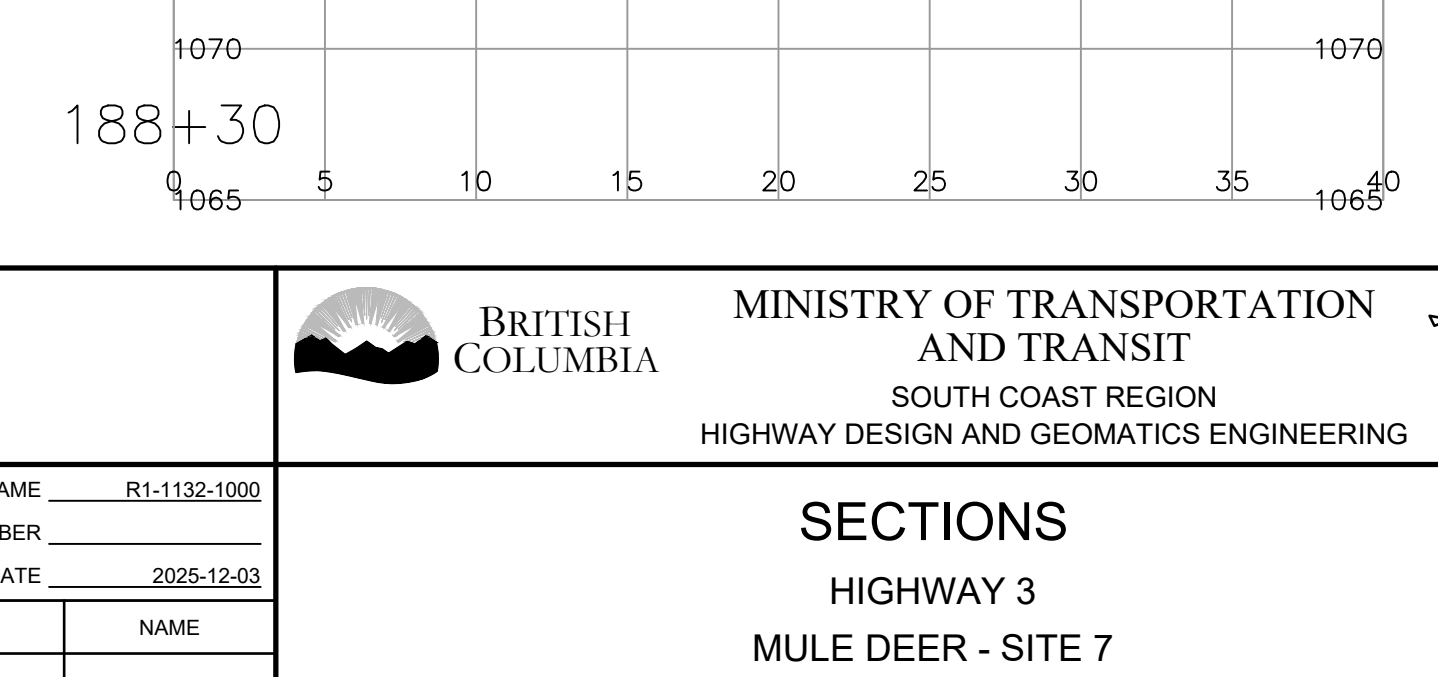 1070 1070
188+30
0 5 10 15 20 25 30 35 40
1065 1065
BRITISH
COLUMBIA
MINISTRY OF TRANSPORTATION
AND TRANSIT
SOUTH COAST REGION
HIGHWAY DESIGN AND GEOMATICS ENGINEERING
AME R1-1132-1000
BER
ATE 2025-12-03
NAME
SECTIONS
HIGHWAY 3
MULE DEER - SITE 7